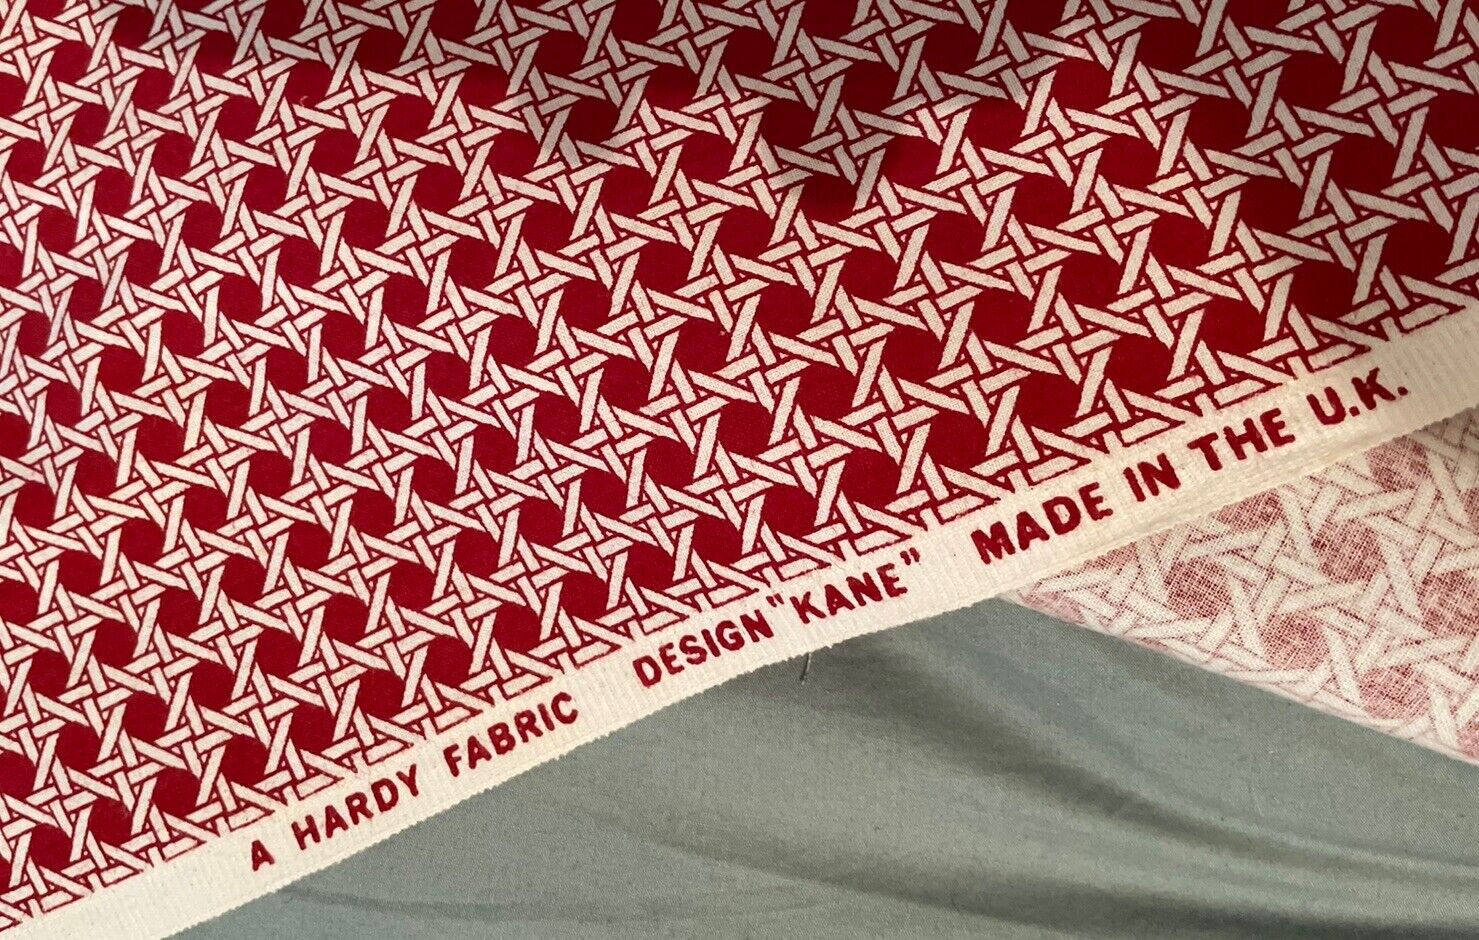 A HARDY FABRIC DESIGN "KANE" MADE IN THE U.K.